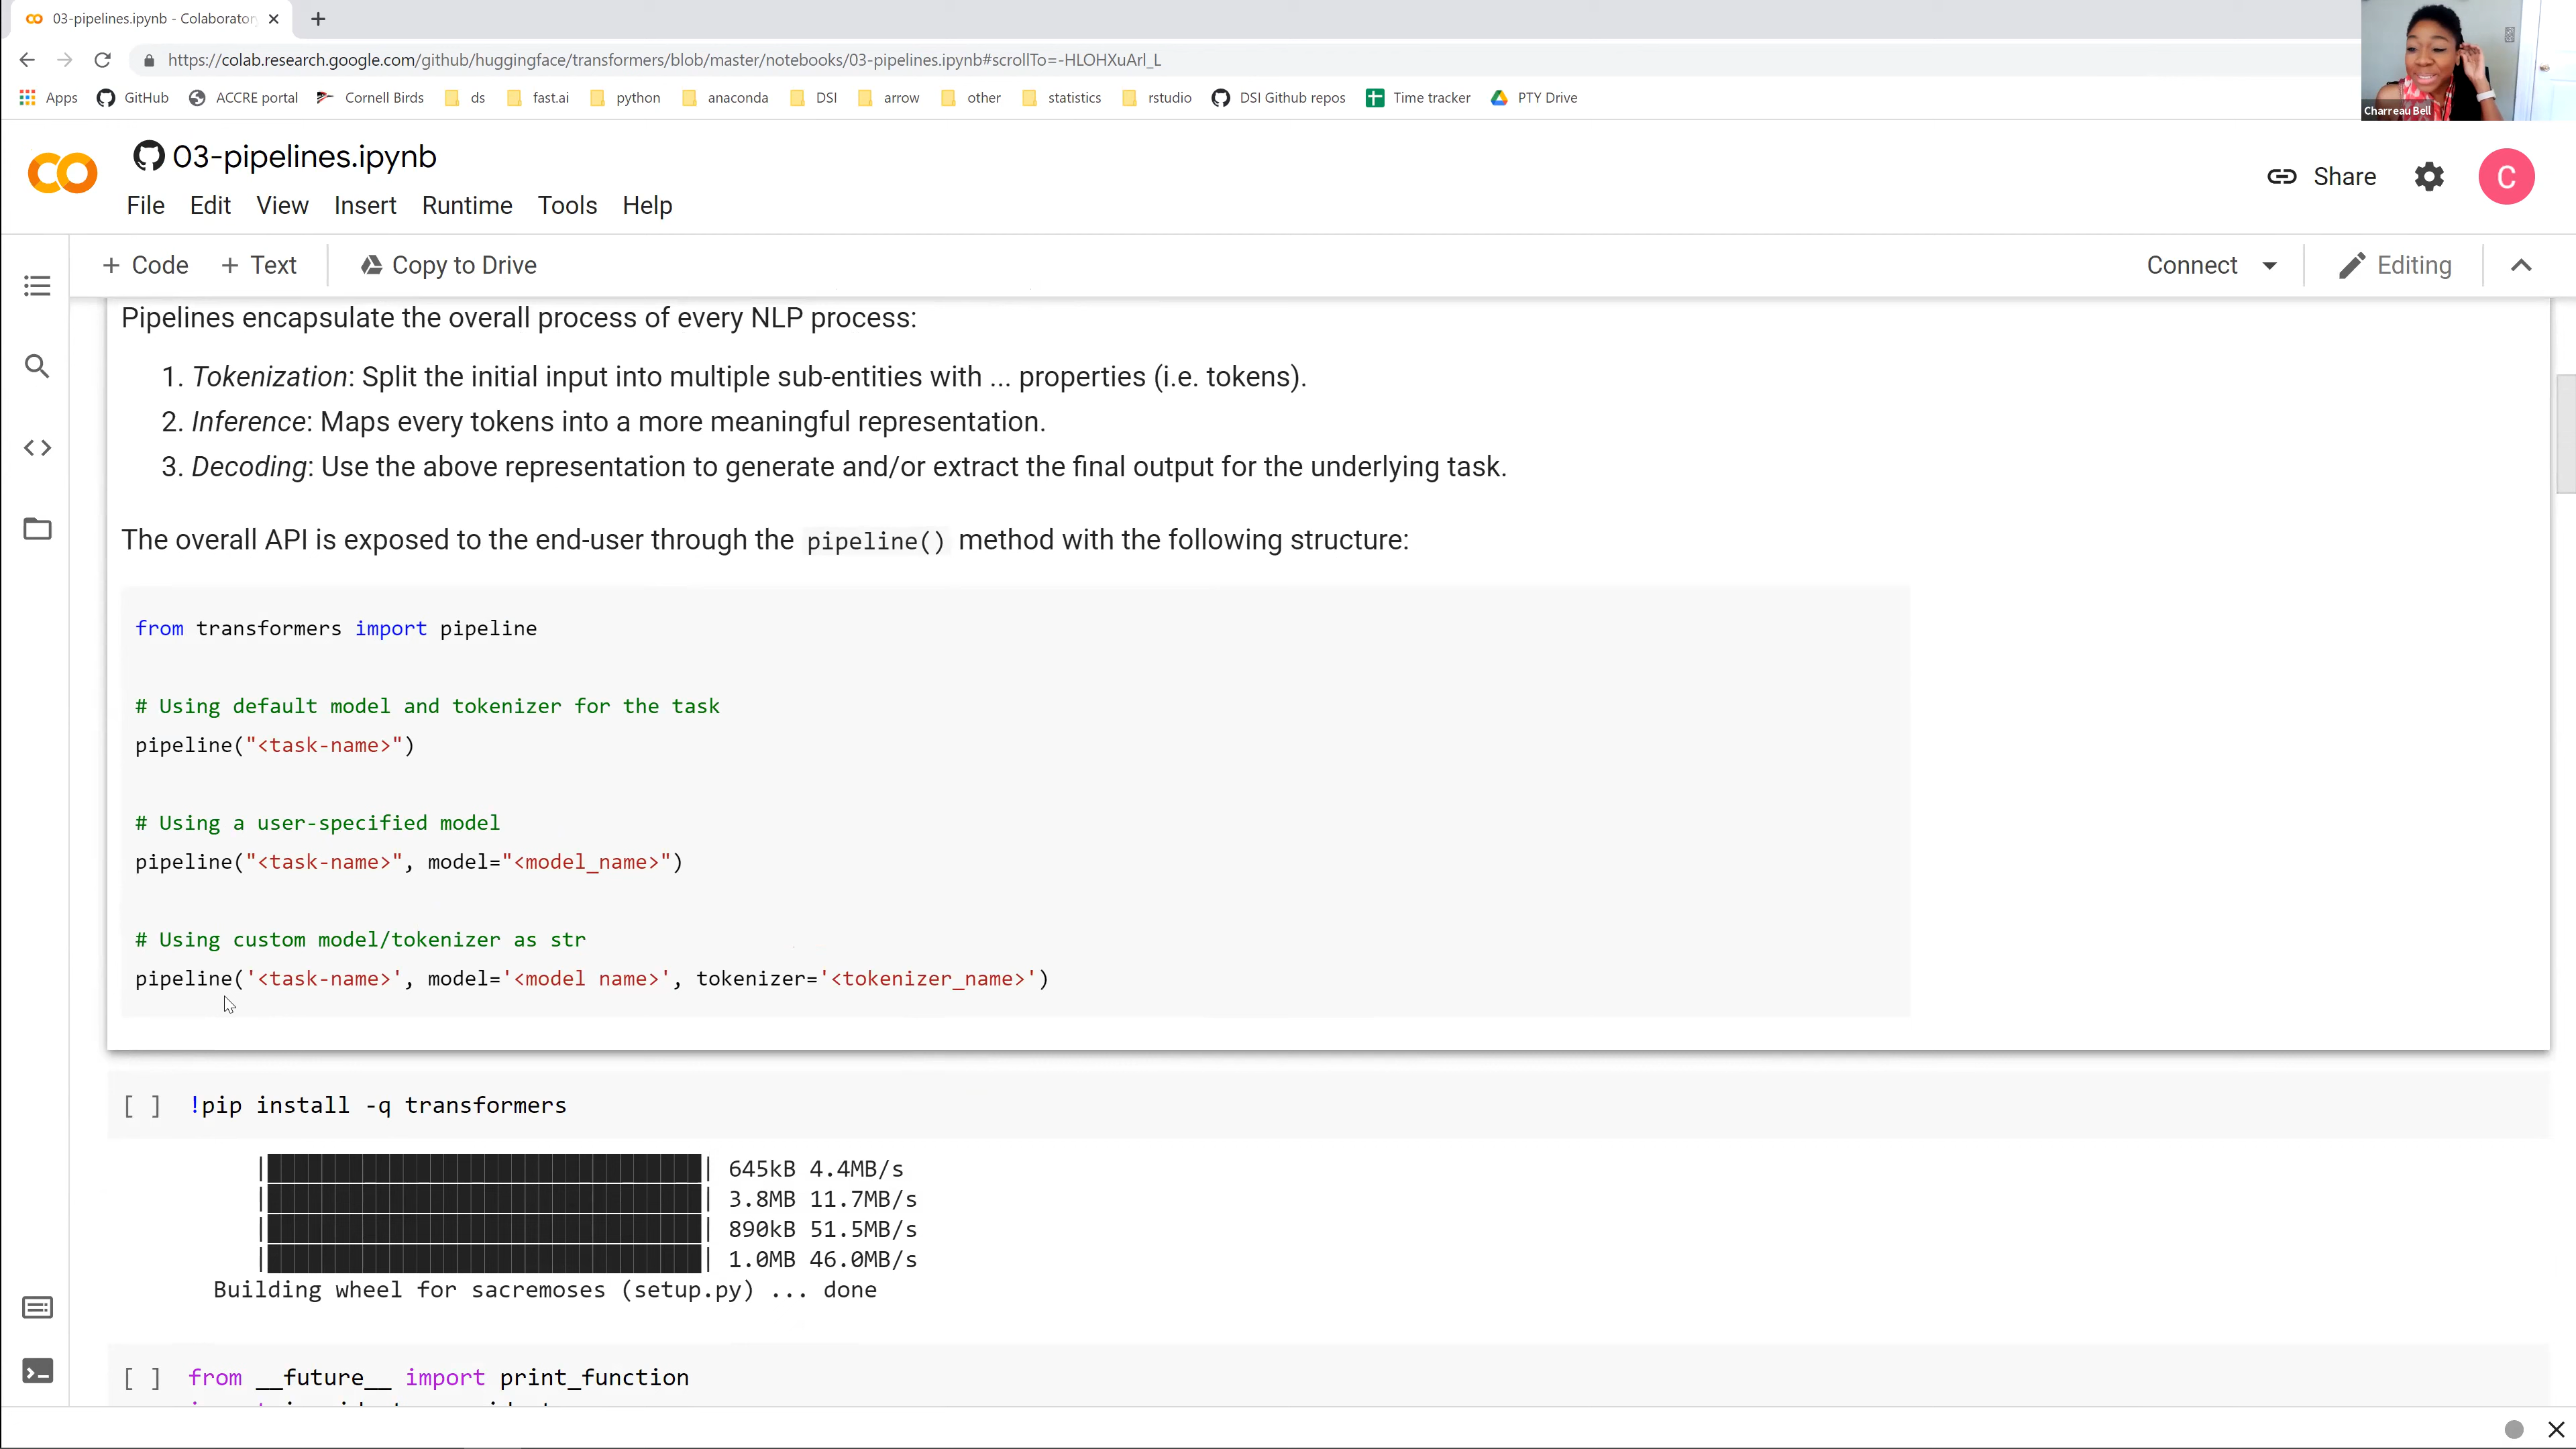 03-pipelines.ipynb - Colaboratory
https://colab.research.google.com/github/huggingface/transformers/blob/master/notebooks/03-pipelines.ipynb#scrollTo=-HLOHXuArl_L
Apps GitHub ACCRE portal Cornell Birds ds fast.ai python anaconda DSI arrow other statistics rstudio DSI Github repos Time tracker PTY Drive
Charreau Bell
03-pipelines.ipynb
File Edit View Insert Runtime Tools Help
Share
C
+ Code + Text Copy to Drive
Connect Editing
Pipelines encapsulate the overall process of every NLP process:
1. Tokenization: Split the initial input into multiple sub-entities with ... properties (i.e. tokens).
2. Inference: Maps every tokens into a more meaningful representation.
3. Decoding: Use the above representation to generate and/or extract the final output for the underlying task.
The overall API is exposed to the end-user through the pipeline() method with the following structure:
from transformers import pipeline
# Using default model and tokenizer for the task
pipeline("<task-name>")
# Using a user-specified model
pipeline("<task-name>", model="<model_name>")
# Using custom model/tokenizer as str
pipeline('<task-name>', model='<model name>', tokenizer='<tokenizer_name>')
[ ] !pip install -q transformers
645kB 4.4MB/s
3.8MB 11.7MB/s
890kB 51.5MB/s
1.0MB 46.0MB/s
Building wheel for sacremoses (setup.py) ... done
[ ] from __future__ import print_function